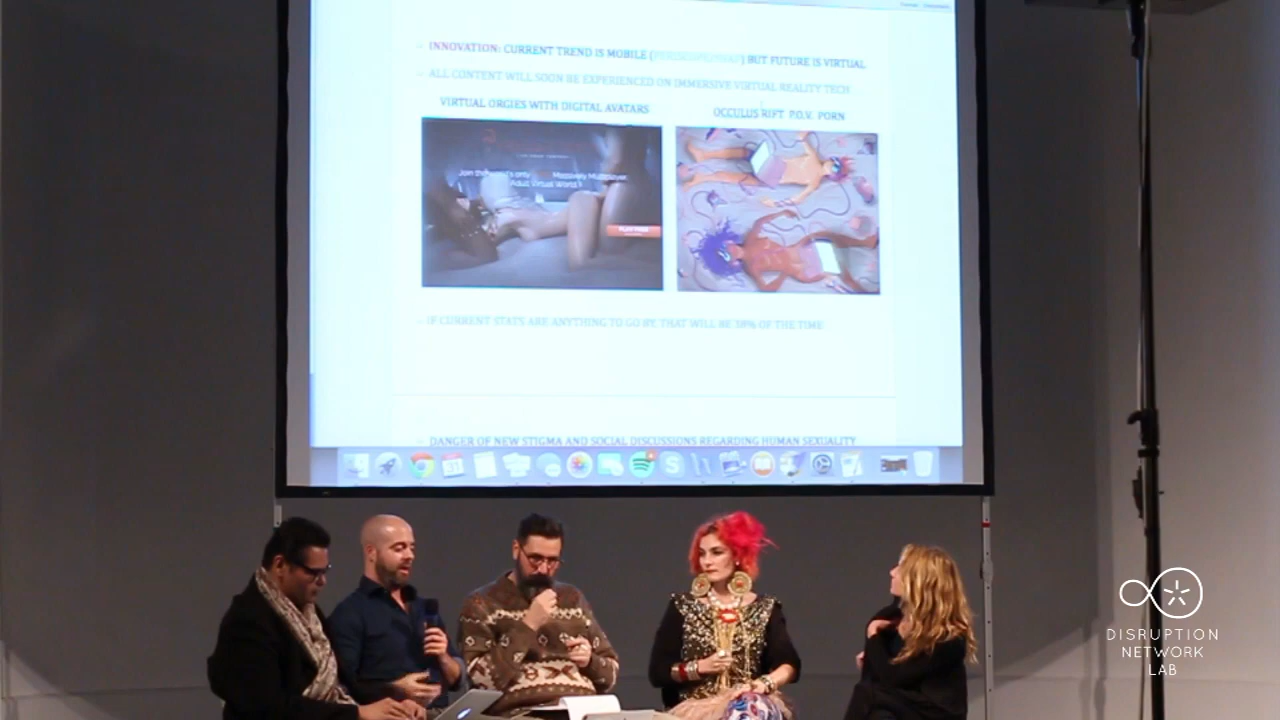 INNOVATION: CURRENT TREND IS MOBILE ( ) BUT FUTURE IS VIRTUAL
ALL CONTENT WILL SOON BE EXPERIENCED ON IMMERSIVE VIRTUAL REALITY TECH
VIRTUAL ORGIES WITH DIGITAL AVATARS
OCCULUS RIFT P.O.V. PORN
Join the world's only Massively Multiplayer
Adult Virtual World!
IF CURRENT STATS ARE ANYTHING TO GO BY THAT WILL BE % OF THE TIME
DANGER OF NEW STIGMA AND SOCIAL DISCUSSIONS REGARDING HUMAN SEXUALITY
31
DISRUPTION
NETWORK
LAB